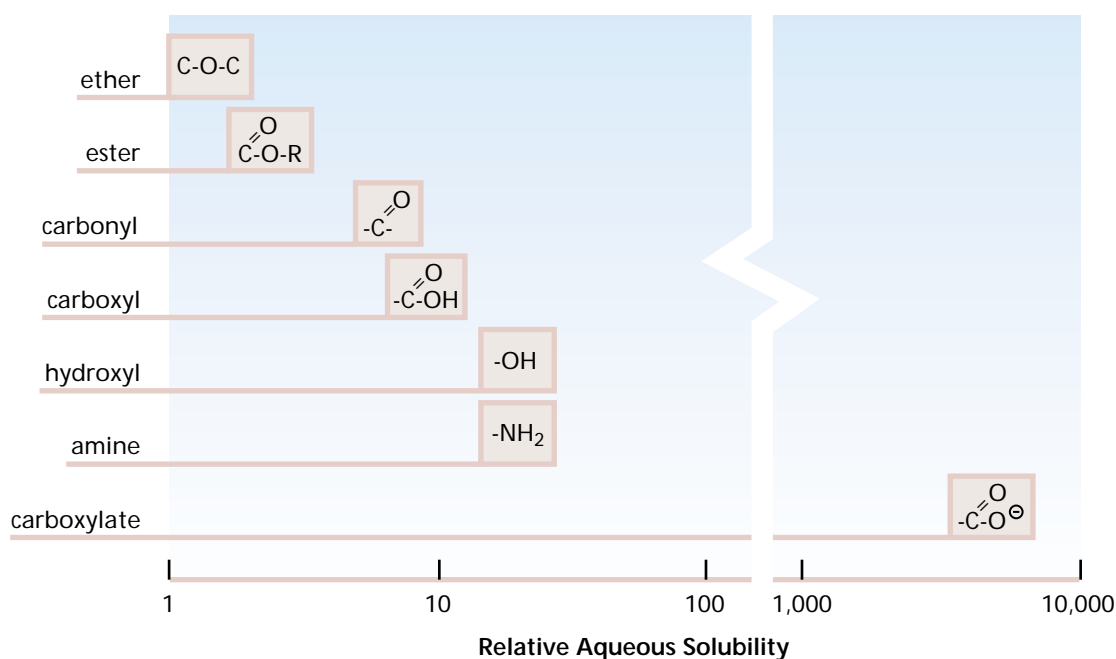 ether C-O-C
O
ester C-O-R
O
carbonyl -C-
O
carboxyl -C-OH
hydroxyl -OH
amine -NH₂
O
carboxylate -C-O⊖
1 10 100 1,000 10,000
Relative Aqueous Solubility